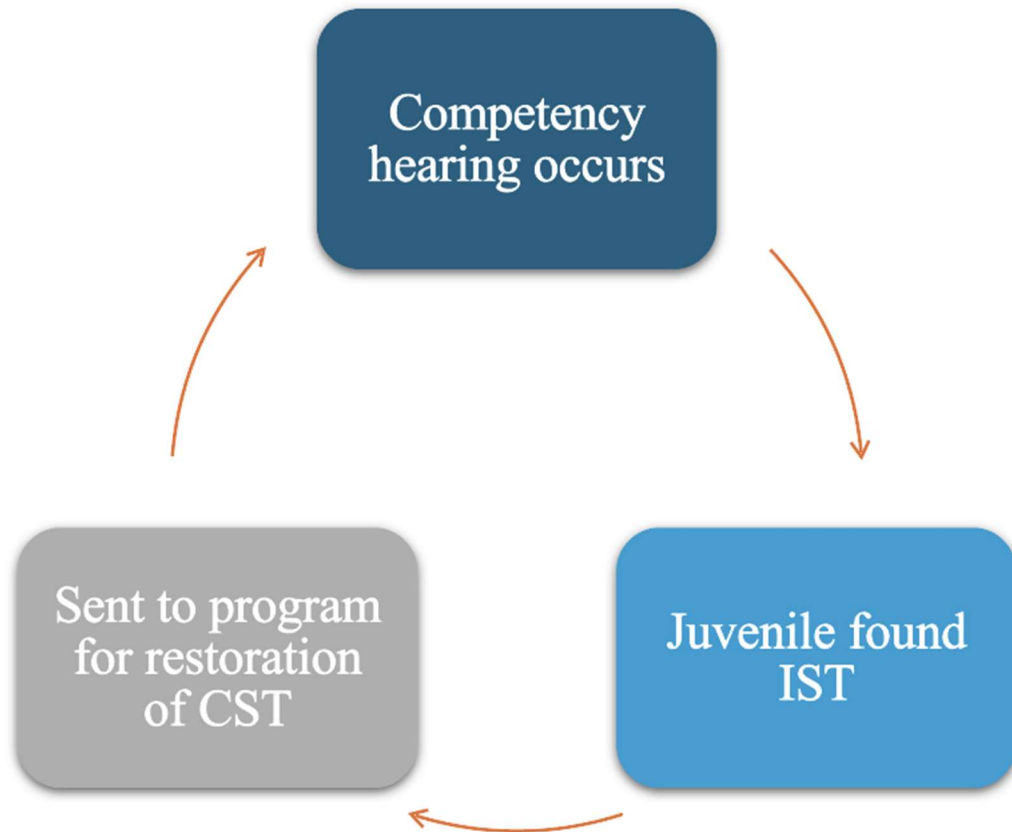 Competency
hearing occurs
Juvenile found
IST
Sent to program
for restoration
of CST